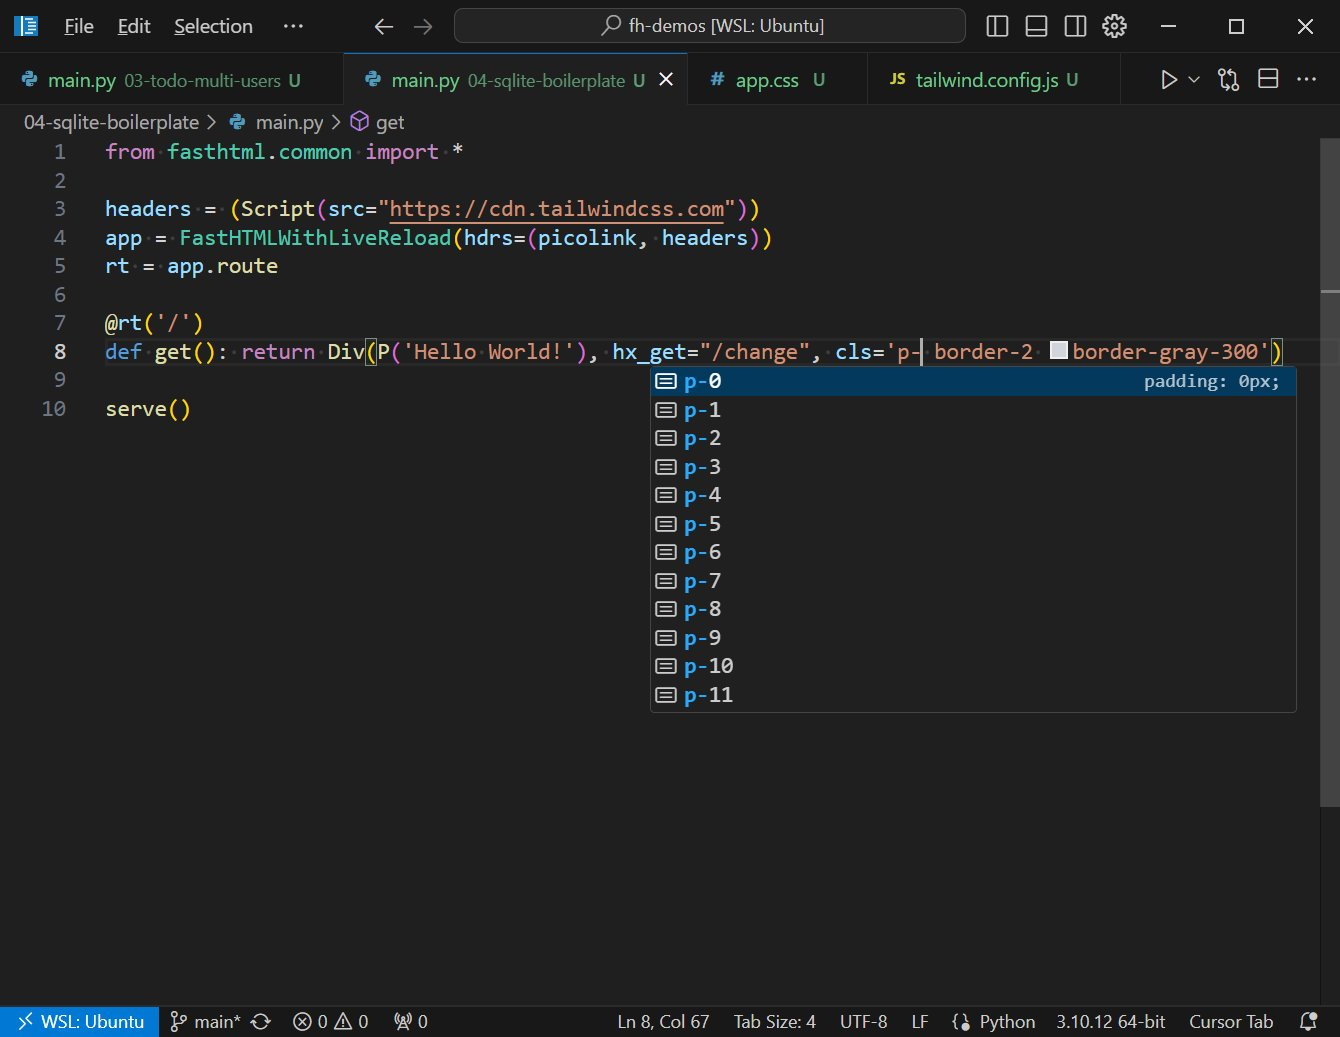 File Edit Selection ··· fh-demos [WSL: Ubuntu]
main.py 03-todo-multi-users U main.py 04-sqlite-boilerplate U # app.css U JS tailwind.config.js U
04-sqlite-boilerplate > main.py > get
1 from fasthtml.common import *
2
3 headers = (Script(src="https://cdn.tailwindcss.com"))
4 app = FastHTMLWithLiveReload(hdrs=(picolink, headers))
5 rt = app.route
6
7 @rt('/')
8 def get(): return Div(P('Hello World!'), hx_get="/change", cls='p- border-2 border-gray-300')
9
10 serve()
p-0 padding: 0px;
p-1
p-2
p-3
p-4
p-5
p-6
p-7
p-8
p-9
p-10
p-11
WSL: Ubuntu main* 0 0 0 Ln 8, Col 67 Tab Size: 4 UTF-8 LF {} Python 3.10.12 64-bit Cursor Tab